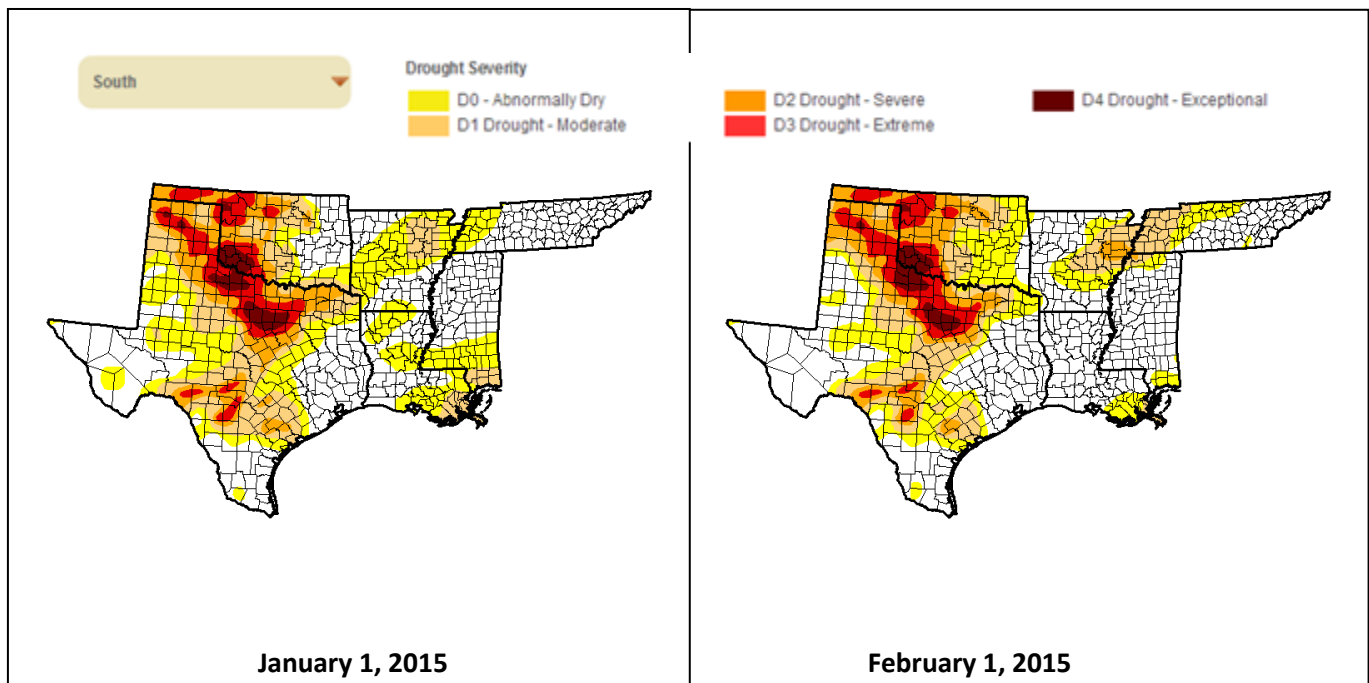 South
Drought Severity
D0 - Abnormally Dry
D1 Drought - Moderate
D2 Drought - Severe
D3 Drought - Extreme
D4 Drought - Exceptional
January 1, 2015
February 1, 2015